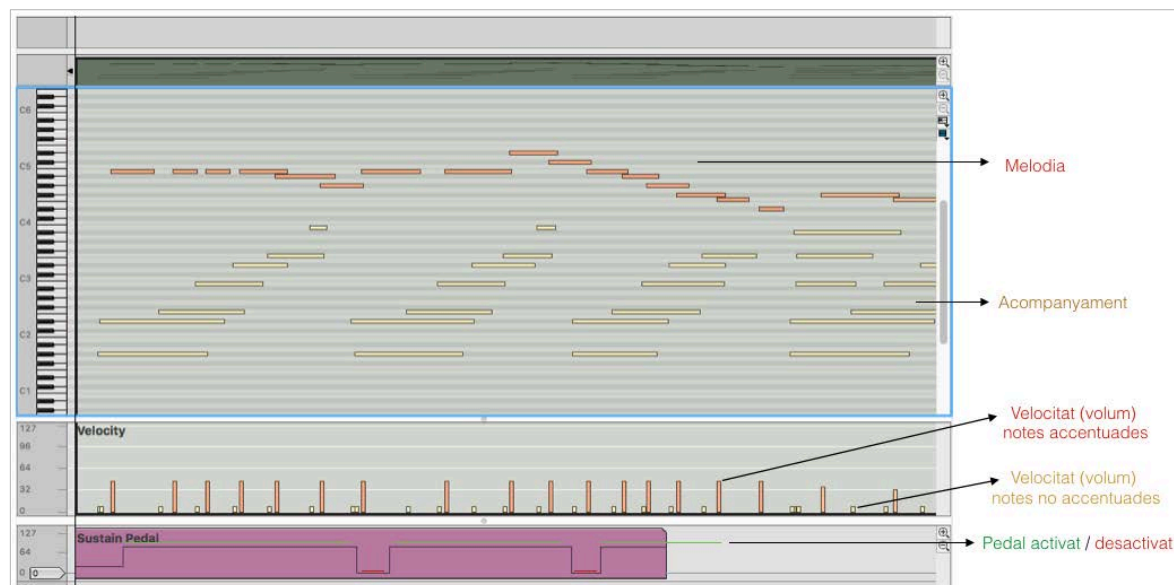 C6
C5
Melodia
C4
C3
Acompanyament
C2
C1
127
Velocity
96
64
32
0
Velocitat (volum)
notes accentuades
Velocitat (volum)
notes no accentuades
127
Sustain Pedal
64
0
0
Pedal activat / desactivat